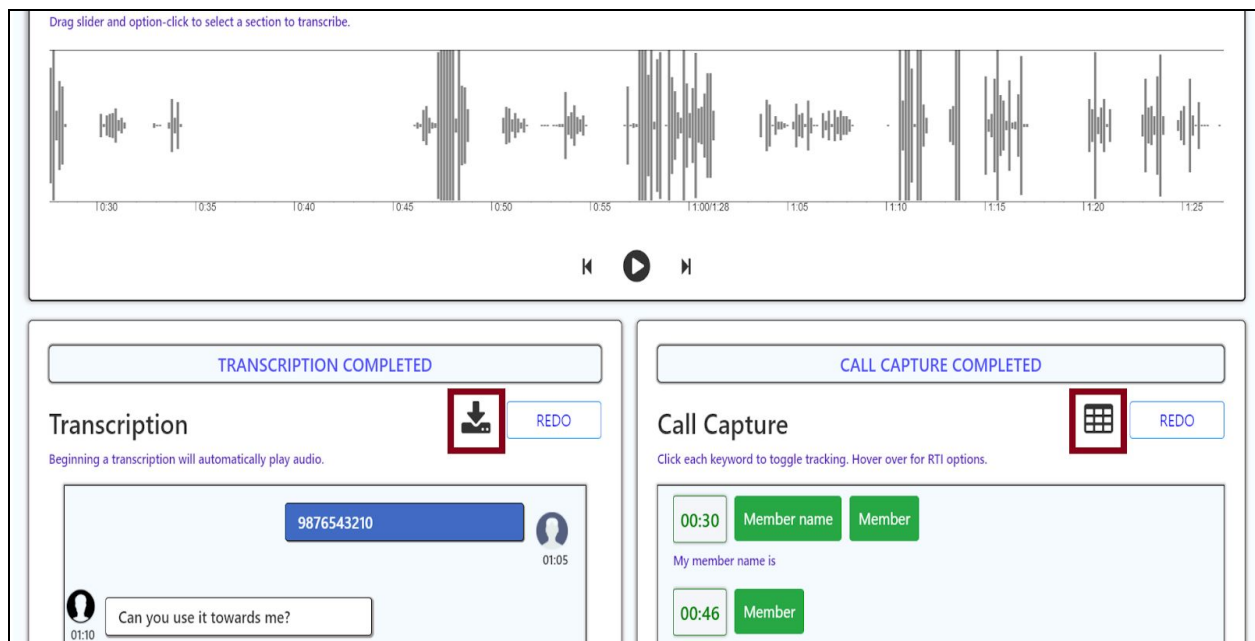 Drag slider and option-click to select a section to transcribe.
0:30 0:35 0:40 0:45 0:50 0:55 1:00/1:28 1:05 1:10 1:15 1:20 1:25
TRANSCRIPTION COMPLETED
Transcription
REDO
Beginning a transcription will automatically play audio.
9876543210
01:05
Can you use it towards me?
01:10
CALL CAPTURE COMPLETED
Call Capture
REDO
Click each keyword to toggle tracking. Hover over for RTI options.
00:30 Member name Member
My member name is
00:46 Member